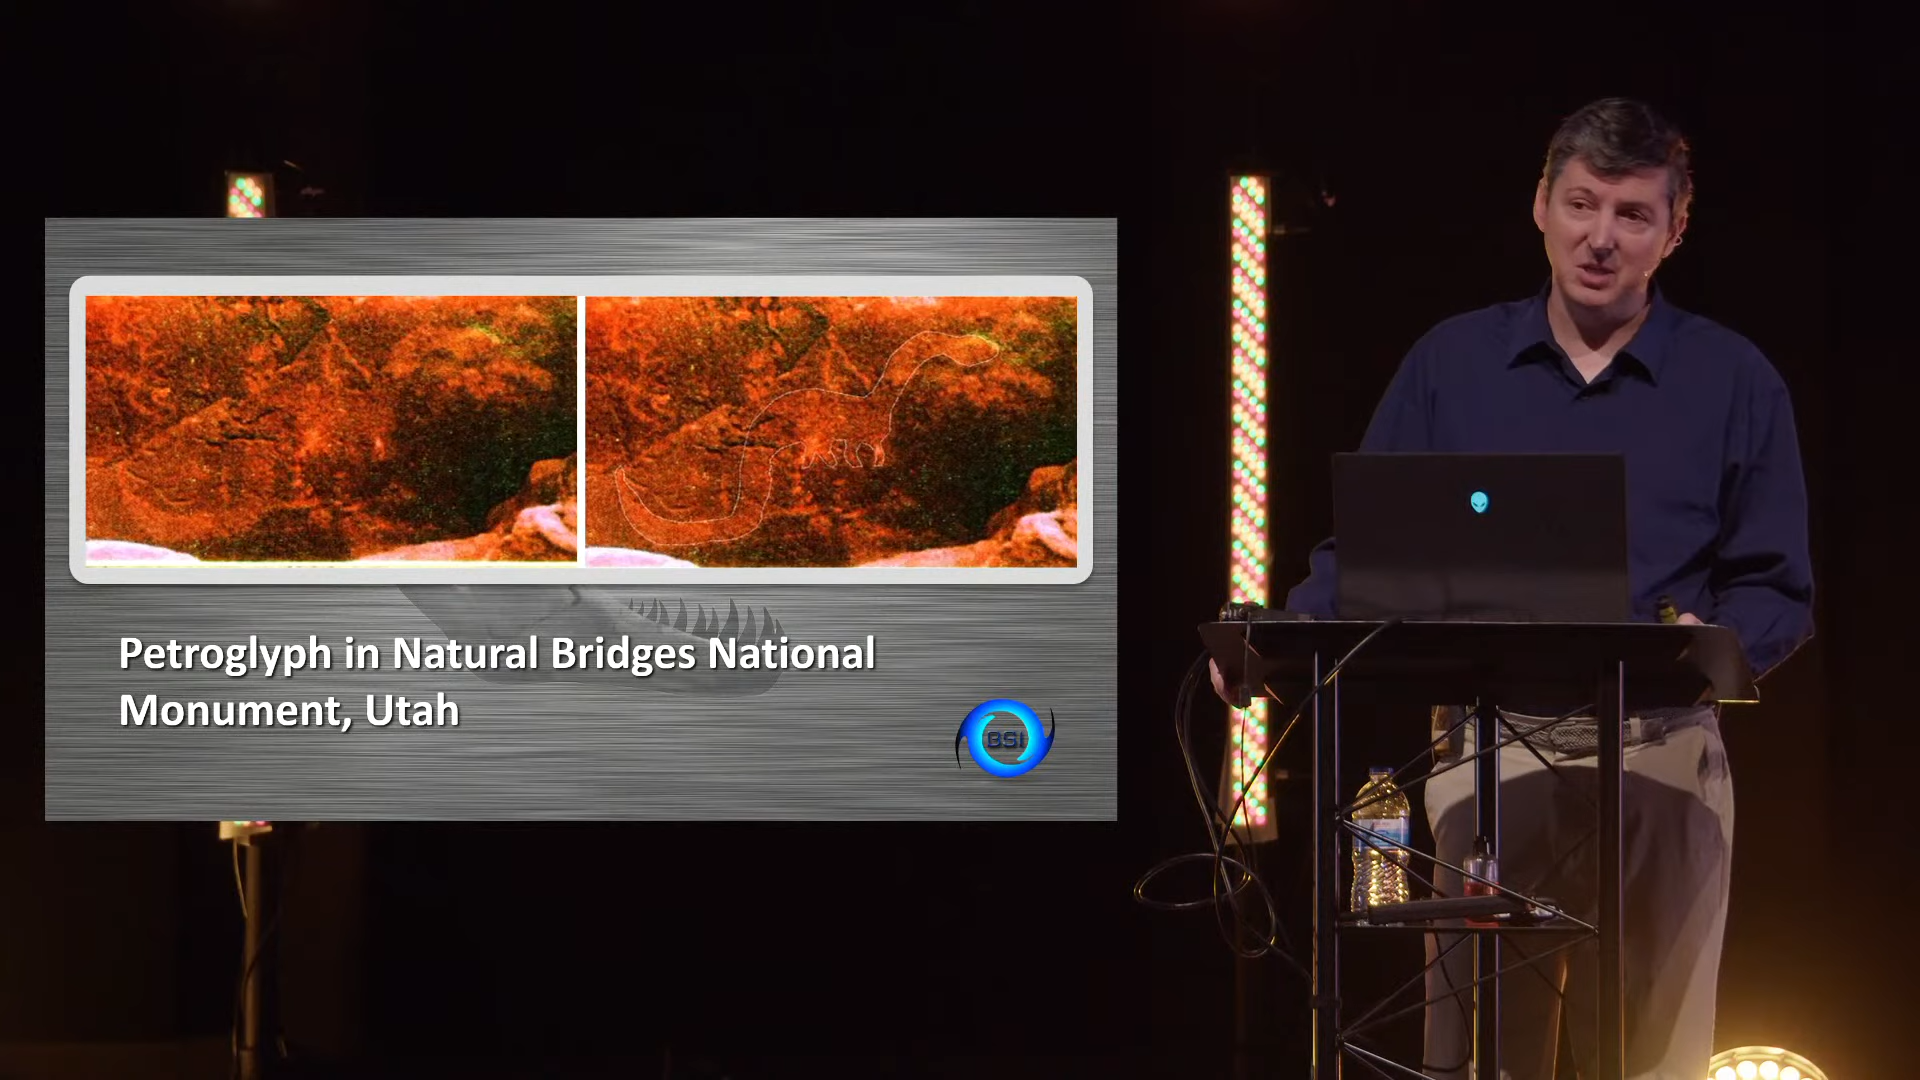 Petroglyph in Natural Bridges National
Monument, Utah
BSI